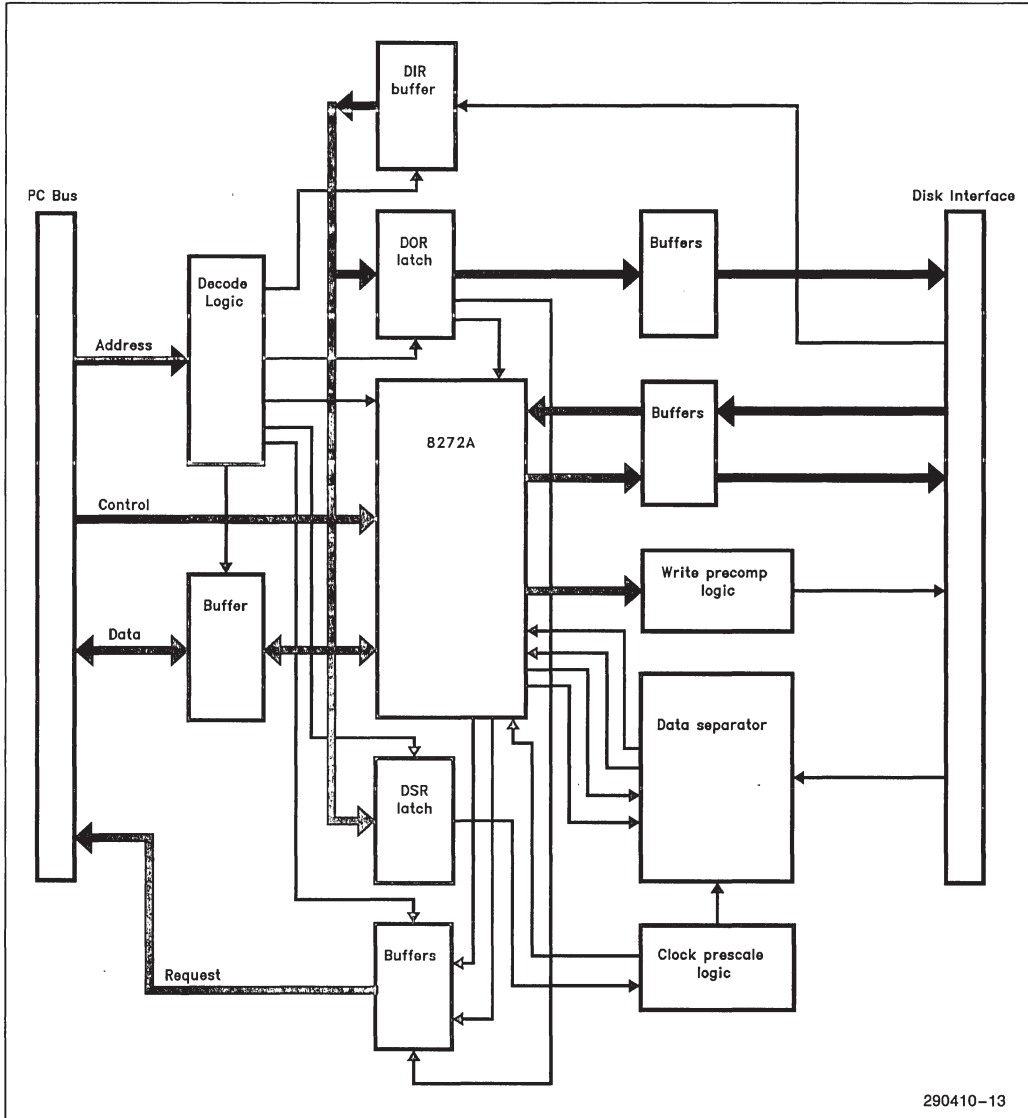 DIR
buffer
PC Bus
Disk Interface
Decode
Logic
DOR
latch
Buffers
Address
8272A
Buffers
Control
Write precomp
logic
Buffer
Data
Data separator
DSR
latch
Buffers
Clock prescale
logic
Request
290410-13